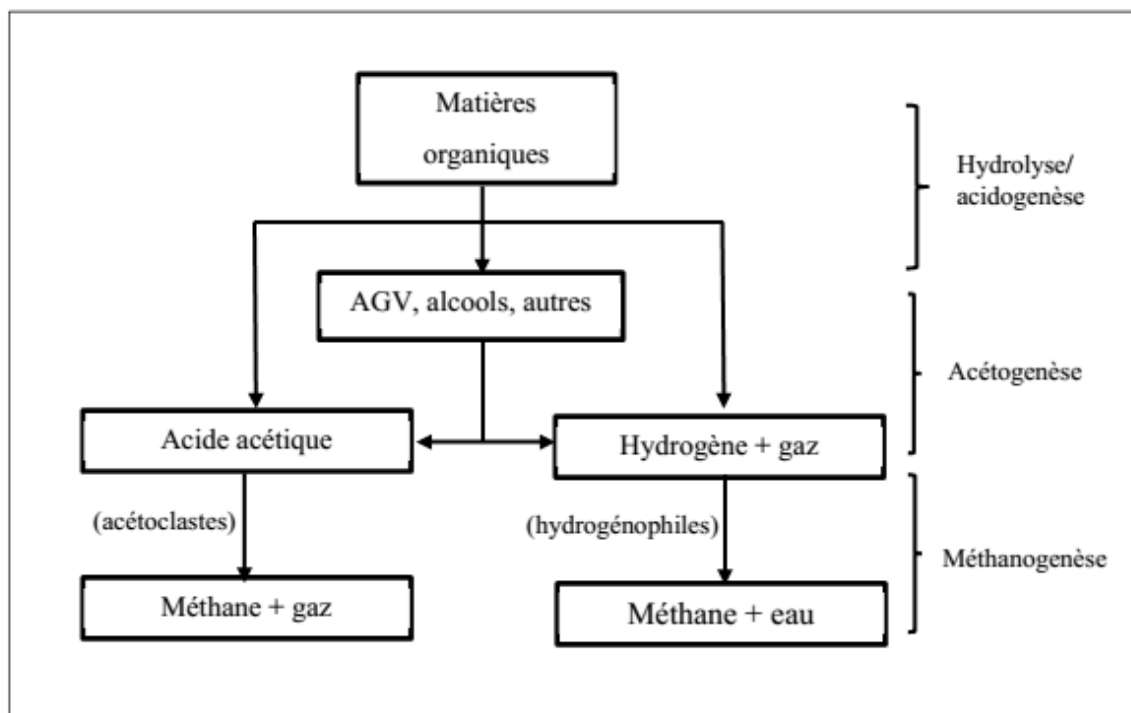 Matières
organiques
Hydrolyse/
acidogenèse
AGV, alcools, autres
Acétogenèse
Acide acétique
Hydrogène + gaz
(acétoclastes)
(hydrogénophiles)
Méthanogenèse
Méthane + gaz
Méthane + eau